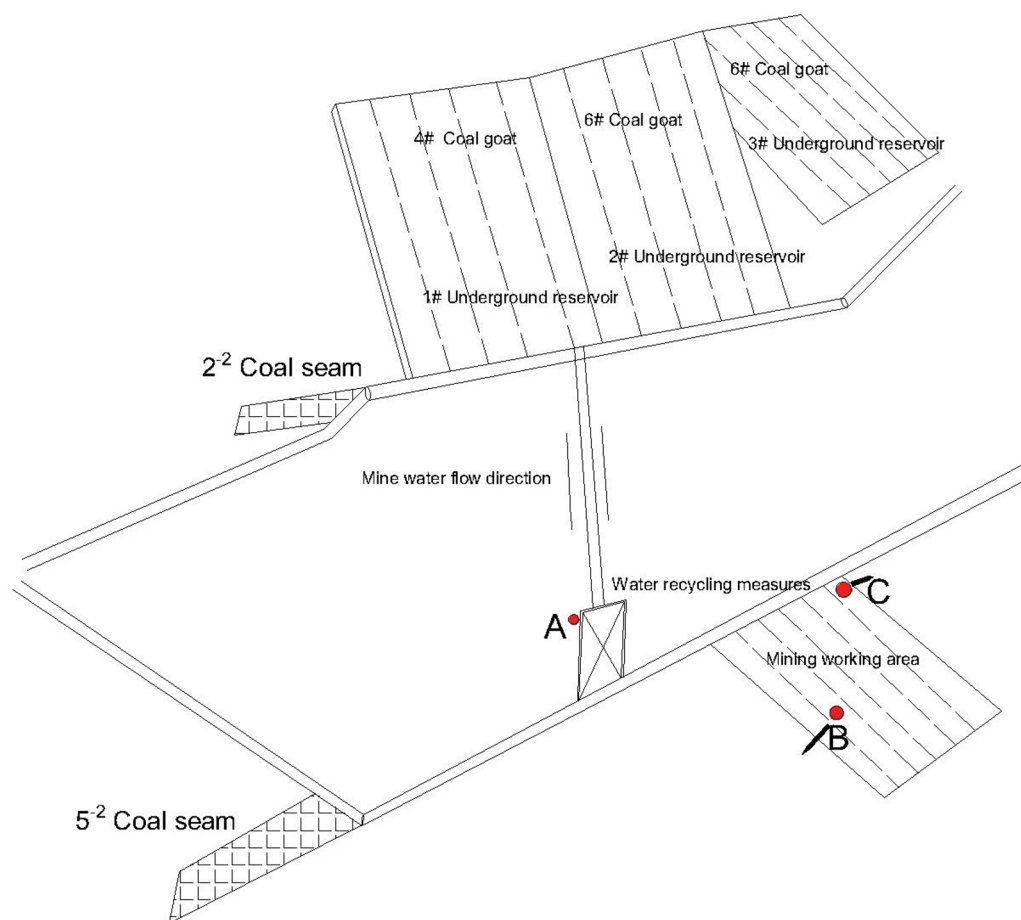 6# Coal goat
6# Coal goat
4# Coal goat
3# Underground reservoir
2# Underground reservoir
1# Underground reservoir
2-2 Coal seam
Mine water flow direction
Water recycling measures
C
A
Mining working area
B
5-2 Coal seam